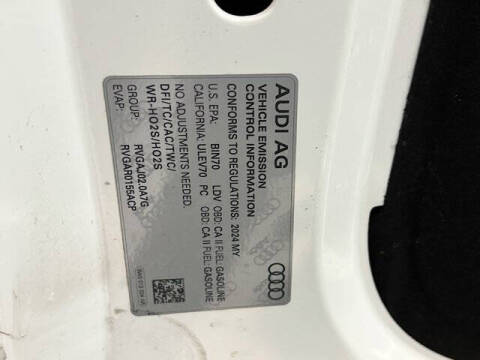 AUDI AG
VEHICLE EMISSION
CONTROL INFORMATION
CONFORMS TO REGULATIONS: 2024 MY
U.S. EPA: BIN70 LDV OBD: CA II FUEL: GASOLINE
CALIFORNIA: ULEV70 PC OBD: CA II FUEL: GASOLINE
NO ADJUSTMENTS NEEDED.
DFI/TC/CAC/TWC/
WR-HO2S/HO2S
GROUP: RVGAJ02.0A7G
EVAP: RVGAR0155ACP